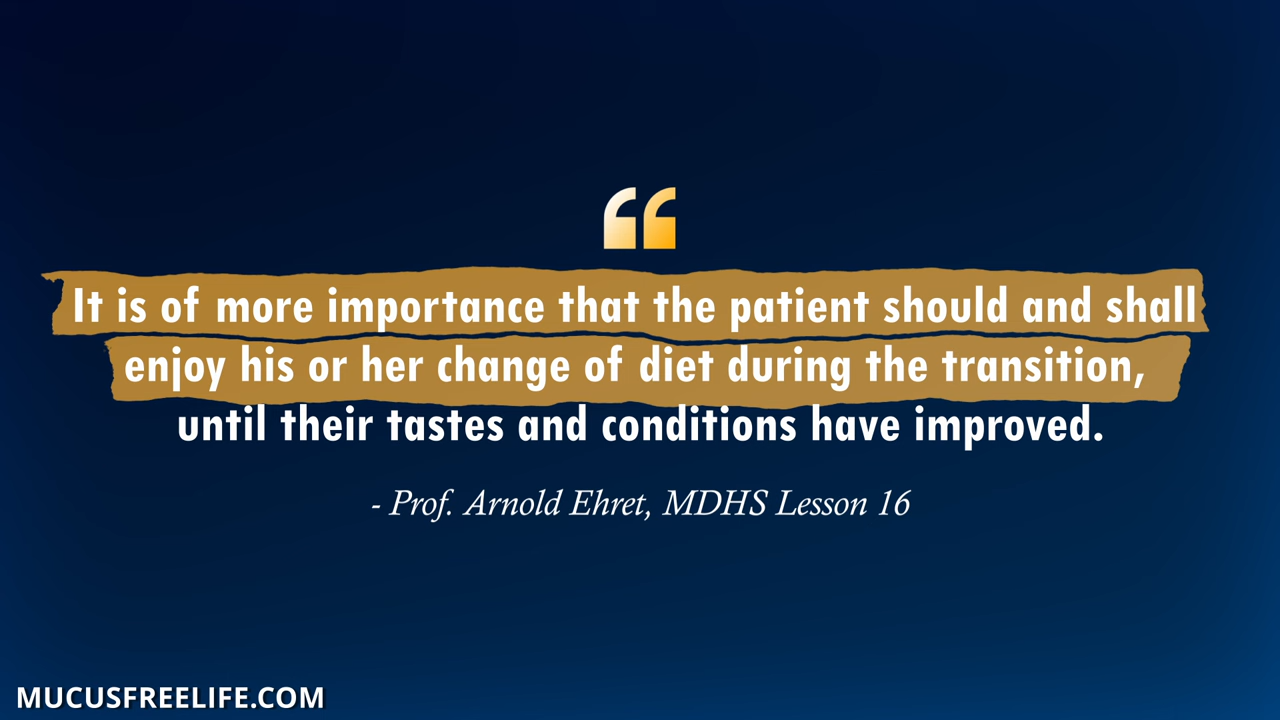 “
It is of more importance that the patient should and shall
enjoy his or her change of diet during the transition,
until their tastes and conditions have improved.
- Prof. Arnold Ehret, MDHS Lesson 16
MUCUSFREELIFE.COM